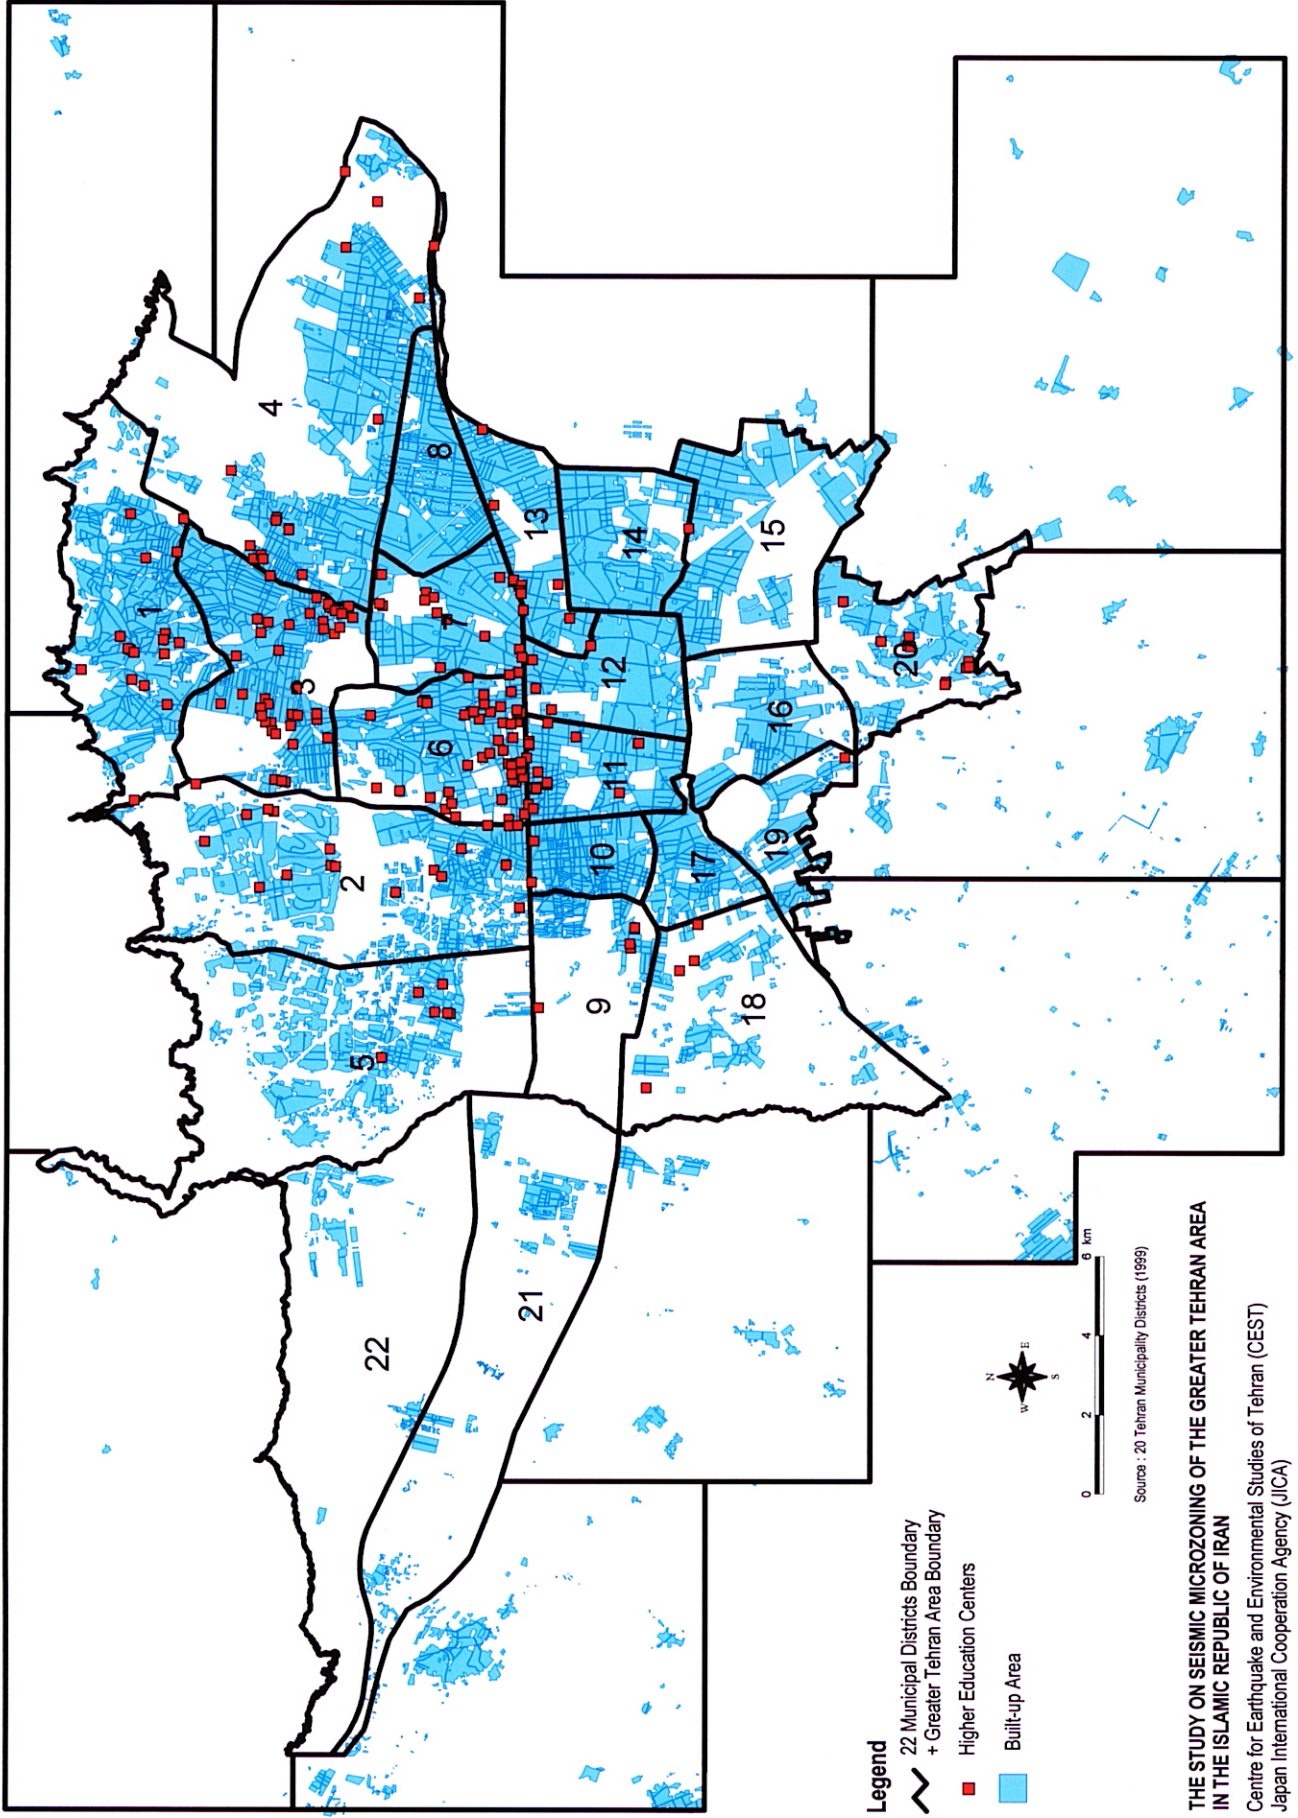 4
1
8
3
7
13
14
15
6
12
20
2
11
16
10
17
19
5
9
18
22
21
Legend
22 Municipal Districts Boundary
+ Greater Tehran Area Boundary
Higher Education Centers
Built-up Area
N
W
E
S
0 2 4 6 km
Source : 20 Tehran Municipality Districts (1999)
THE STUDY ON SEISMIC MICROZONING OF THE GREATER TEHRAN AREA
IN THE ISLAMIC REPUBLIC OF IRAN
Centre for Earthquake and Environmental Studies of Tehran (CEST)
Japan International Cooperation Agency (JICA)